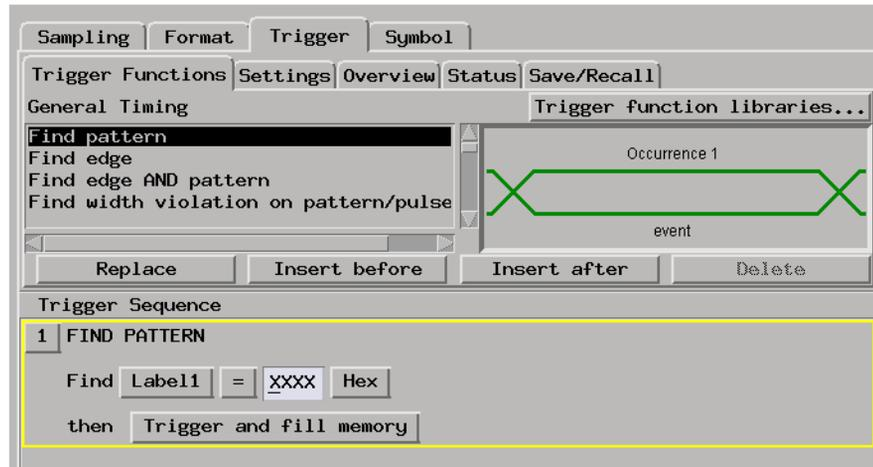 Sampling Format Trigger Symbol
Trigger Functions Settings Overview Status Save/Recall
General Timing Trigger function libraries...
Find pattern
Find edge
Find edge AND pattern
Find width violation on pattern/pulse
Occurrence 1
event
Replace Insert before Insert after Delete
Trigger Sequence
1 FIND PATTERN
Find Label1 = XXXX Hex
then Trigger and fill memory